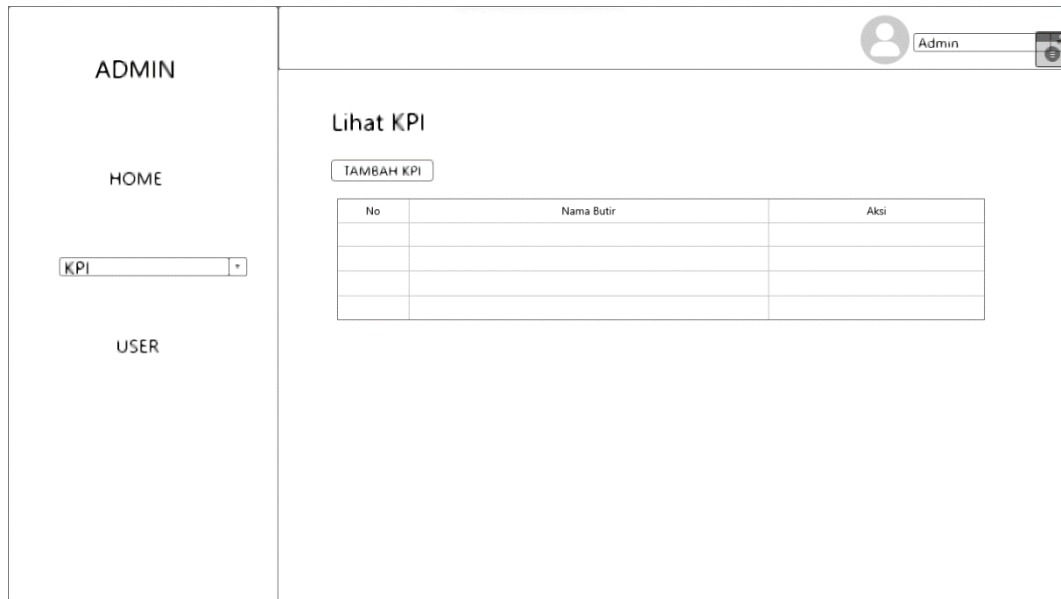 ADMIN
HOME
KPI
USER
Admin
Lihat KPI
TAMBAH KPI
No Nama Butir Aksi